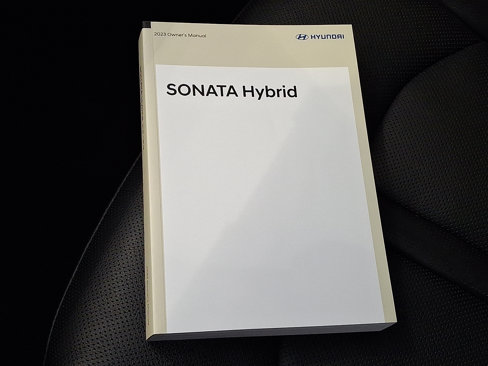 2023 Owner's Manual
HYUNDAI
SONATA Hybrid